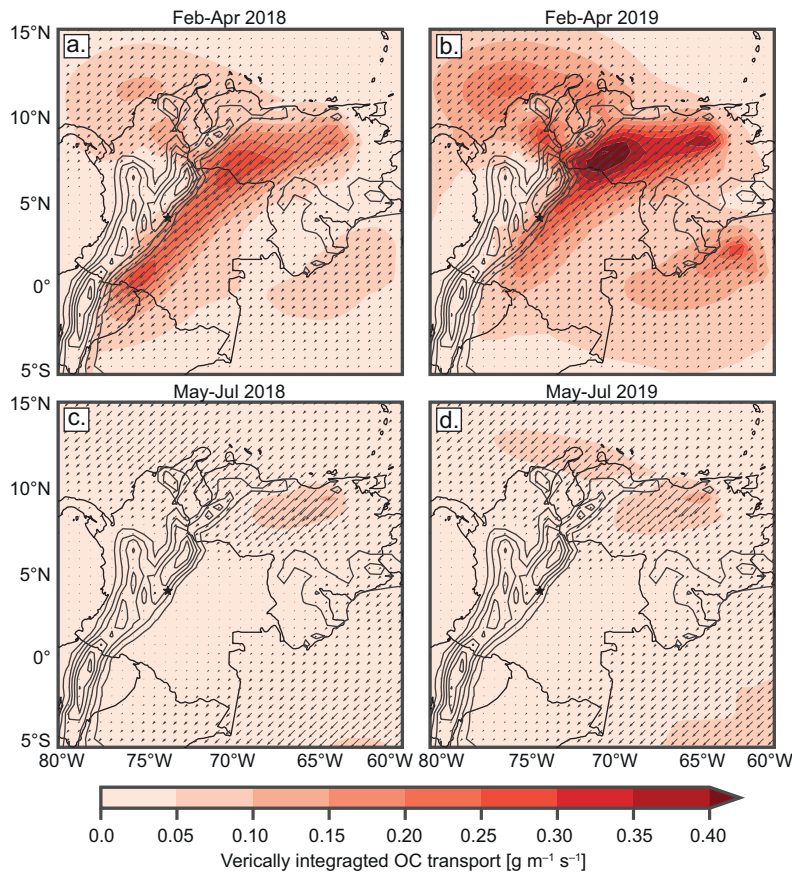 Feb-Apr 2018 Feb-Apr 2019
15°N a. b.
10°N
5°N
0°
5°S
May-Jul 2018 May-Jul 2019
15°N c. d.
10°N
5°N
0°
5°S
80°W 75°W 70°W 65°W 80°W 75°W 70°W 65°W 60°W
0.0 0.05 0.10 0.15 0.20 0.25 0.30 0.35 0.40
Verically integragted OC transport [g m⁻¹ s⁻¹]